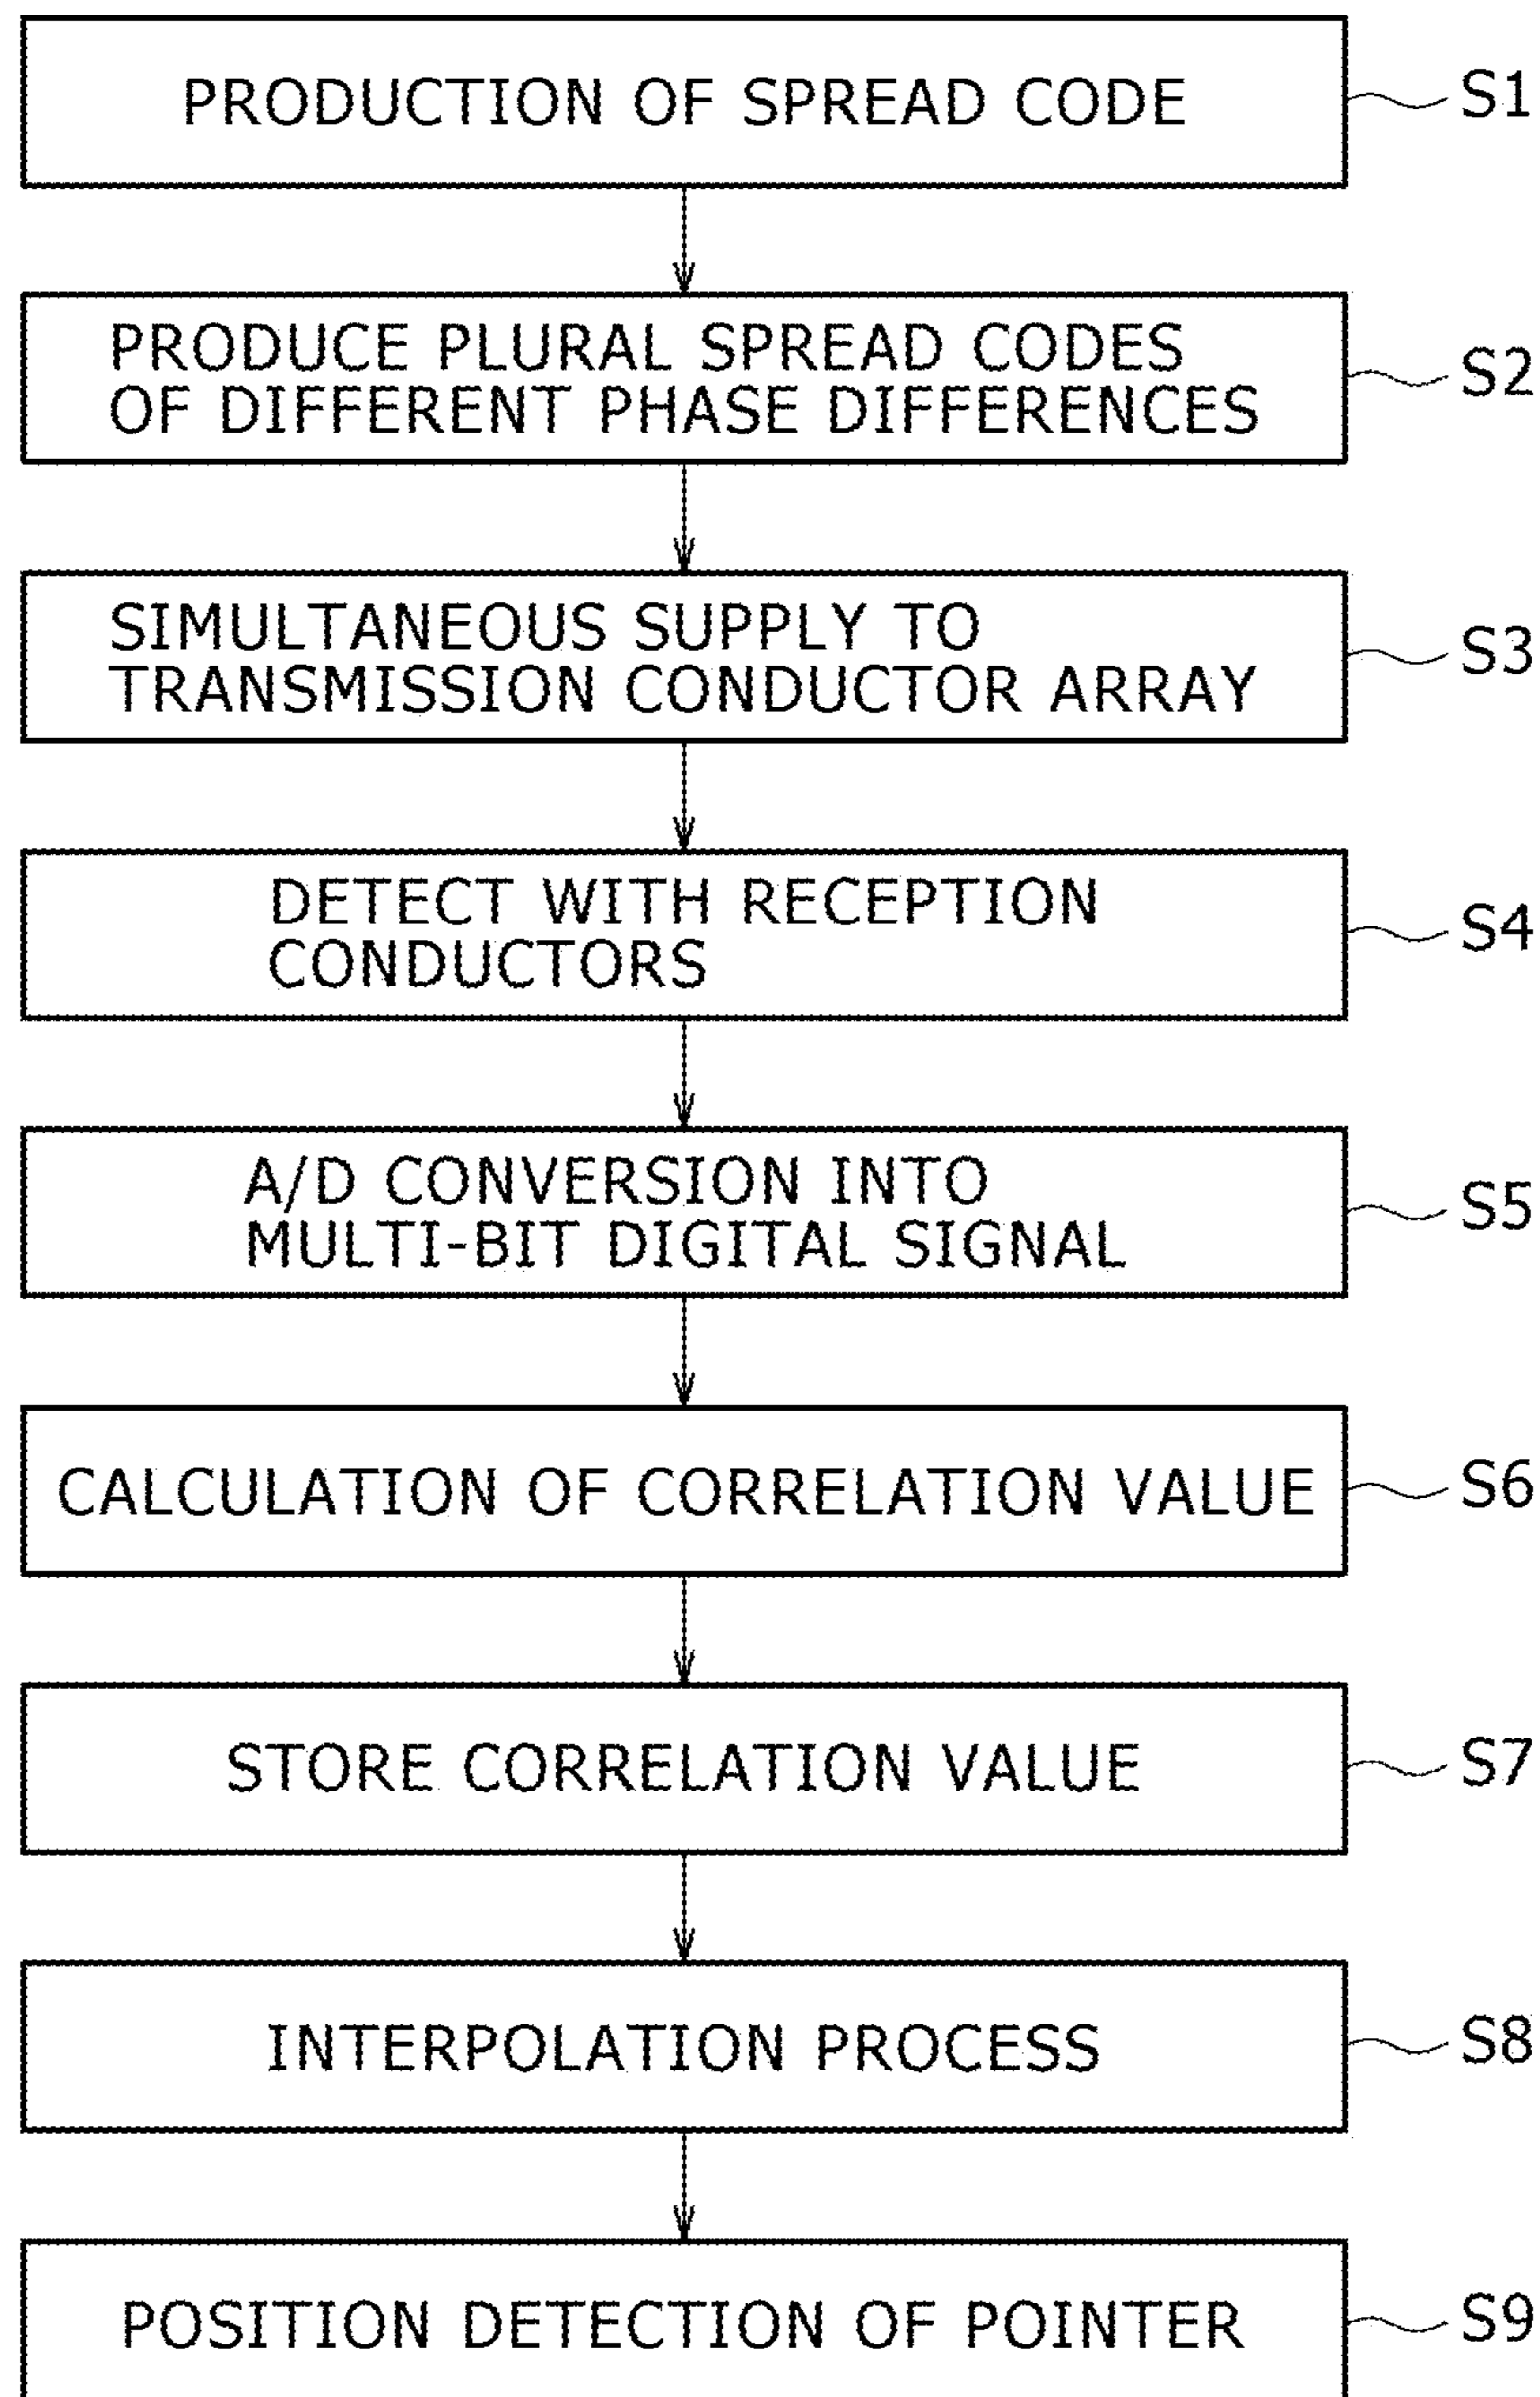 PRODUCTION OF SPREAD CODE
S1
PRODUCE PLURAL SPREAD CODES
OF DIFFERENT PHASE DIFFERENCES
S2
SIMULTANEOUS SUPPLY TO
TRANSMISSION CONDUCTOR ARRAY
S3
DETECT WITH RECEPTION
CONDUCTORS
S4
A/D CONVERSION INTO
MULTI-BIT DIGITAL SIGNAL
S5
CALCULATION OF CORRELATION VALUE
S6
STORE CORRELATION VALUE
S7
INTERPOLATION PROCESS
S8
POSITION DETECTION OF POINTER
S9